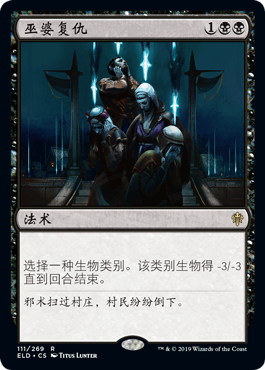 巫婆复仇 1
法术
选择一种生物类别。该类别生物得 -3/-3
直到回合结束。
邪术扫过村庄，村民纷纷倒下。
111/269 R
ELD • CS TITUS LUNTER
™ & © 2019 Wizards of the Coast